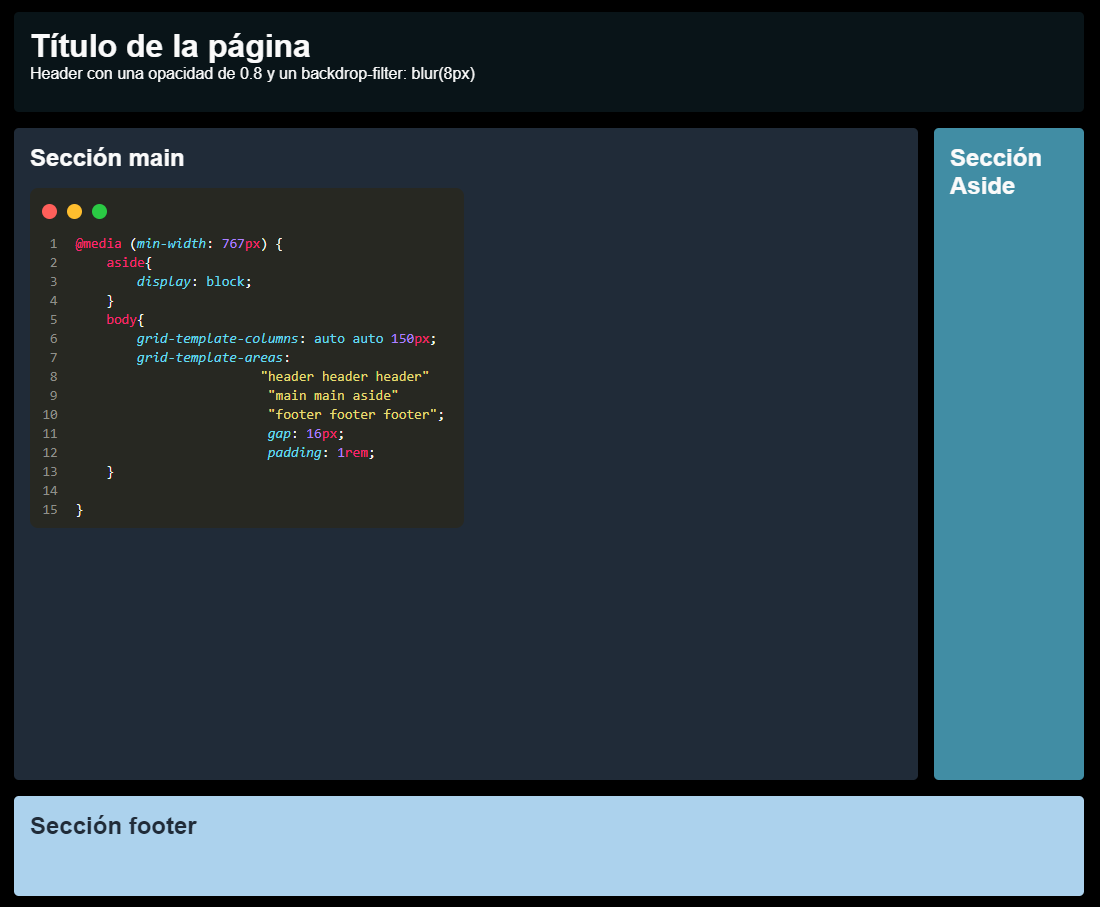 Título de la página
Header con una opacidad de 0.8 y un backdrop-filter: blur(8px)
Sección main
1 @media (min-width: 767px) {
2     aside{
3         display: block;
4     }
5     body{
6         grid-template-columns: auto auto 150px;
7         grid-template-areas:
8                         "header header header"
9                          "main main aside"
10                         "footer footer footer";
11                         gap: 16px;
12                         padding: 1rem;
13     }
14
15 }
Sección
Aside
Sección footer